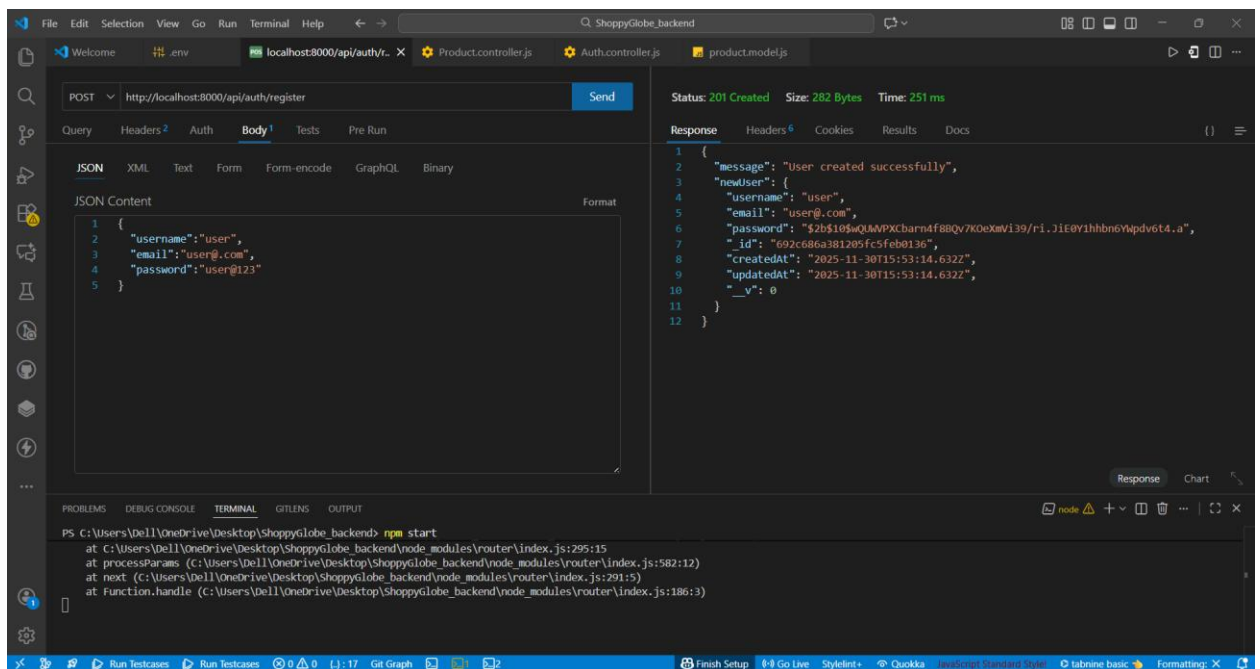 File Edit Selection View Go Run Terminal Help ShoppyGlobe_backend
Welcome .env localhost:8000/api/auth/r... Product.controller.js Auth.controller.js product.model.js
POST http://localhost:8000/api/auth/register Send
Status: 201 Created Size: 282 Bytes Time: 251 ms
Query Headers 2 Auth Body 1 Tests Pre Run
Response Headers 6 Cookies Results Docs {}
JSON XML Text Form Form-encode GraphQL Binary
JSON Content Format
1 {
2 "username":"user",
3 "email":"user@.com",
4 "password":"user@123"
5 }
1 {
2 "message": "User created successfully",
3 "newUser": {
4 "username": "user",
5 "email": "user@.com",
6 "password": "$2b$10$wQUWVPXCbarn4f8BQv7KOeXmVi39/ri.JiE0Y1hhbn6YWpdv6t4.a",
7 "_id": "692c686a381205fc5feb0136",
8 "createdAt": "2025-11-30T15:53:14.632Z",
9 "updatedAt": "2025-11-30T15:53:14.632Z",
10 "__v": 0
11 }
12 }
Response Chart
PROBLEMS DEBUG CONSOLE TERMINAL GITLENS OUTPUT node
PS C:\Users\Dell\OneDrive\Desktop\ShoppyGlobe_backend> npm start
at C:\Users\Dell\OneDrive\Desktop\ShoppyGlobe_backend\node_modules\router\index.js:295:15
at processParams (C:\Users\Dell\OneDrive\Desktop\ShoppyGlobe_backend\node_modules\router\index.js:582:12)
at next (C:\Users\Dell\OneDrive\Desktop\ShoppyGlobe_backend\node_modules\router\index.js:291:5)
at Function.handle (C:\Users\Dell\OneDrive\Desktop\ShoppyGlobe_backend\node_modules\router\index.js:186:3)
Run Testcases Run Testcases 0 0 {..}: 17 Git Graph 1 2 Finish Setup Go Live Stylelint+ Quokka JavaScript Standard Style! tabnine basic Formatting: X